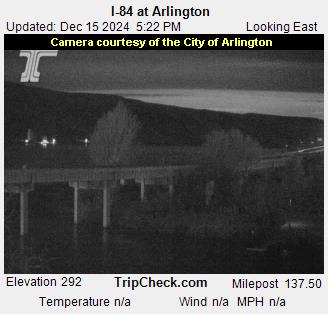 I-84 at Arlington
Updated: Dec 15 2024 5:22 PM Looking East
Camera courtesy of the City of Arlington
Elevation 292 TripCheck.com Milepost 137.50
Temperature n/a Wind n/a MPH n/a